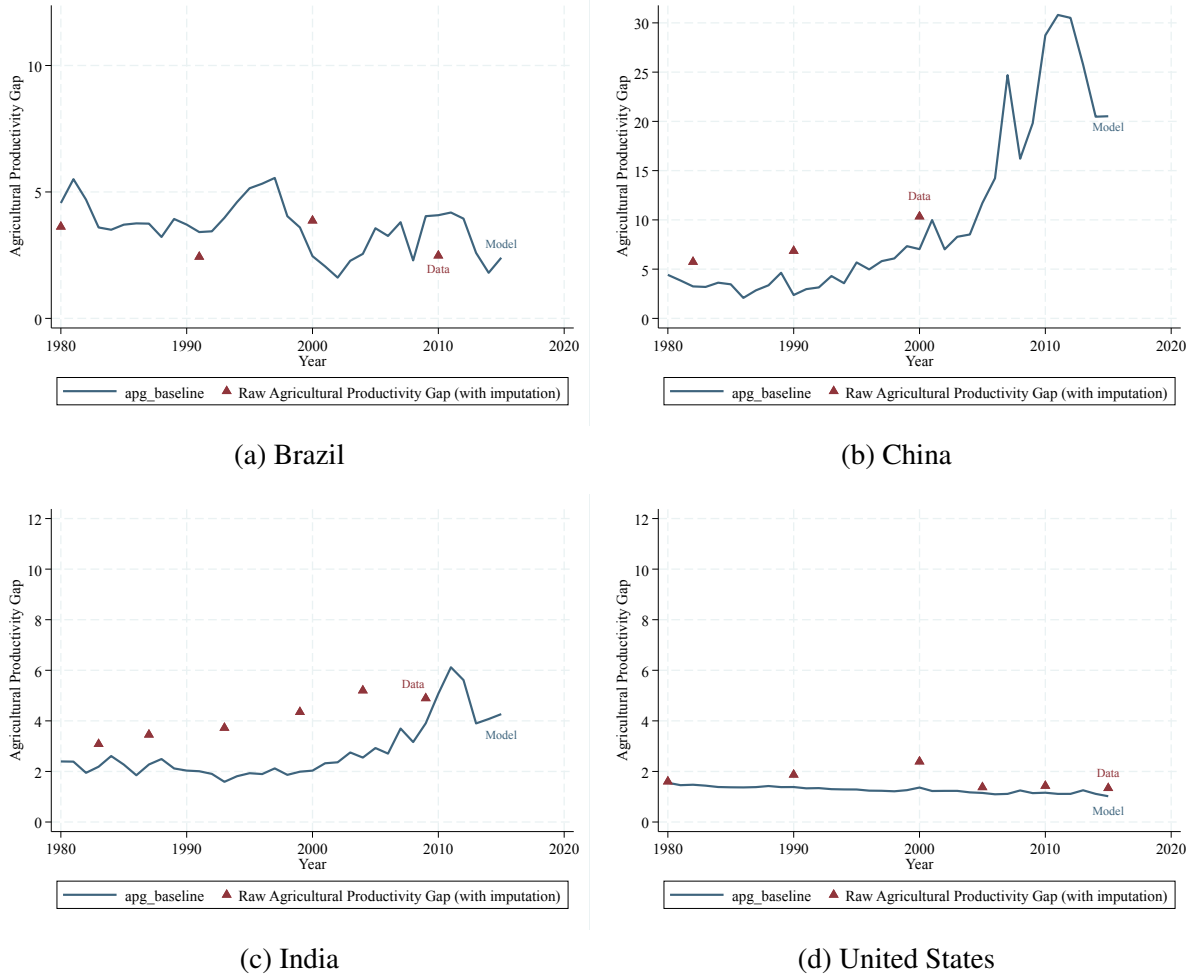 Agricultural Productivity Gap
10
5
0
Model
Data
1980
1990
2000
2010
2020
Year
apg_baseline
Raw Agricultural Productivity Gap (with imputation)
(a) Brazil
Agricultural Productivity Gap
30
25
20
15
10
5
0
Data
Model
1980
1990
2000
2010
2020
Year
apg_baseline
Raw Agricultural Productivity Gap (with imputation)
(b) China
Agricultural Productivity Gap
12
10
8
6
4
2
0
Data
Model
1980
1990
2000
2010
2020
Year
apg_baseline
Raw Agricultural Productivity Gap (with imputation)
(c) India
Agricultural Productivity Gap
12
10
8
6
4
2
0
Data
Model
1980
1990
2000
2010
2020
Year
apg_baseline
Raw Agricultural Productivity Gap (with imputation)
(d) United States